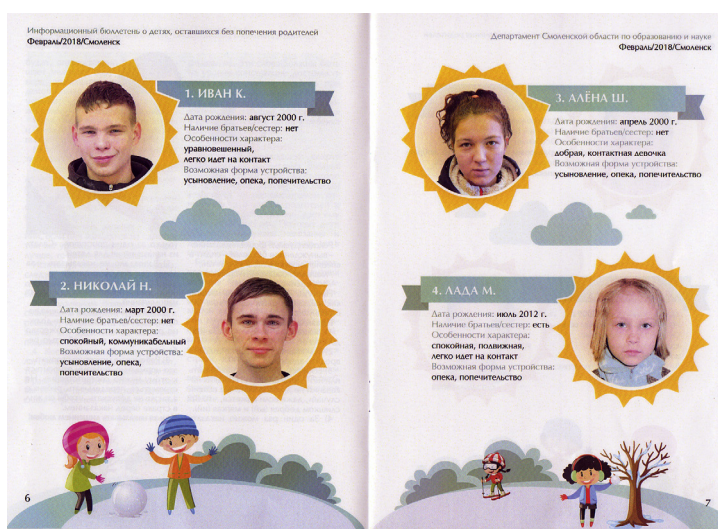 Информационный бюллетень о детях, оставшихся без попечения родителей
Февраль/2018/Смоленск
1. ИВАН К.
Дата рождения: август 2000 г.
Наличие братьев/сестер: нет
Особенности характера:
уравновешенный,
легко идет на контакт
Возможная форма устройства:
усыновление, опека, попечительство
2. НИКОЛАЙ Н.
Дата рождения: март 2000 г.
Наличие братьев/сестер: нет
Особенности характера:
спокойный, коммуникабельный
Возможная форма устройства:
усыновление, опека,
попечительство
6
Департамент Смоленской области по образованию и науке
Февраль/2018/Смоленск
3. АЛЁНА Ш.
Дата рождения: апрель 2000 г.
Наличие братьев/сестер: нет
Особенности характера:
добрая, контактная девочка
Возможная форма устройства:
усыновление, опека, попечительство
4. ЛАДА М.
Дата рождения: июль 2012 г.
Наличие братьев/сестер: есть
Особенности характера:
спокойная, подвижная,
легко идет на контакт
Возможная форма устройства:
опека, попечительство
7